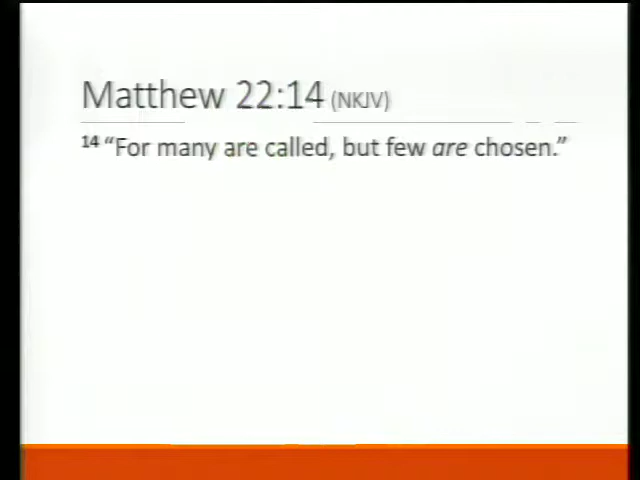 Matthew 22:14 (NKJV)
14 "For many are called, but few are chosen."